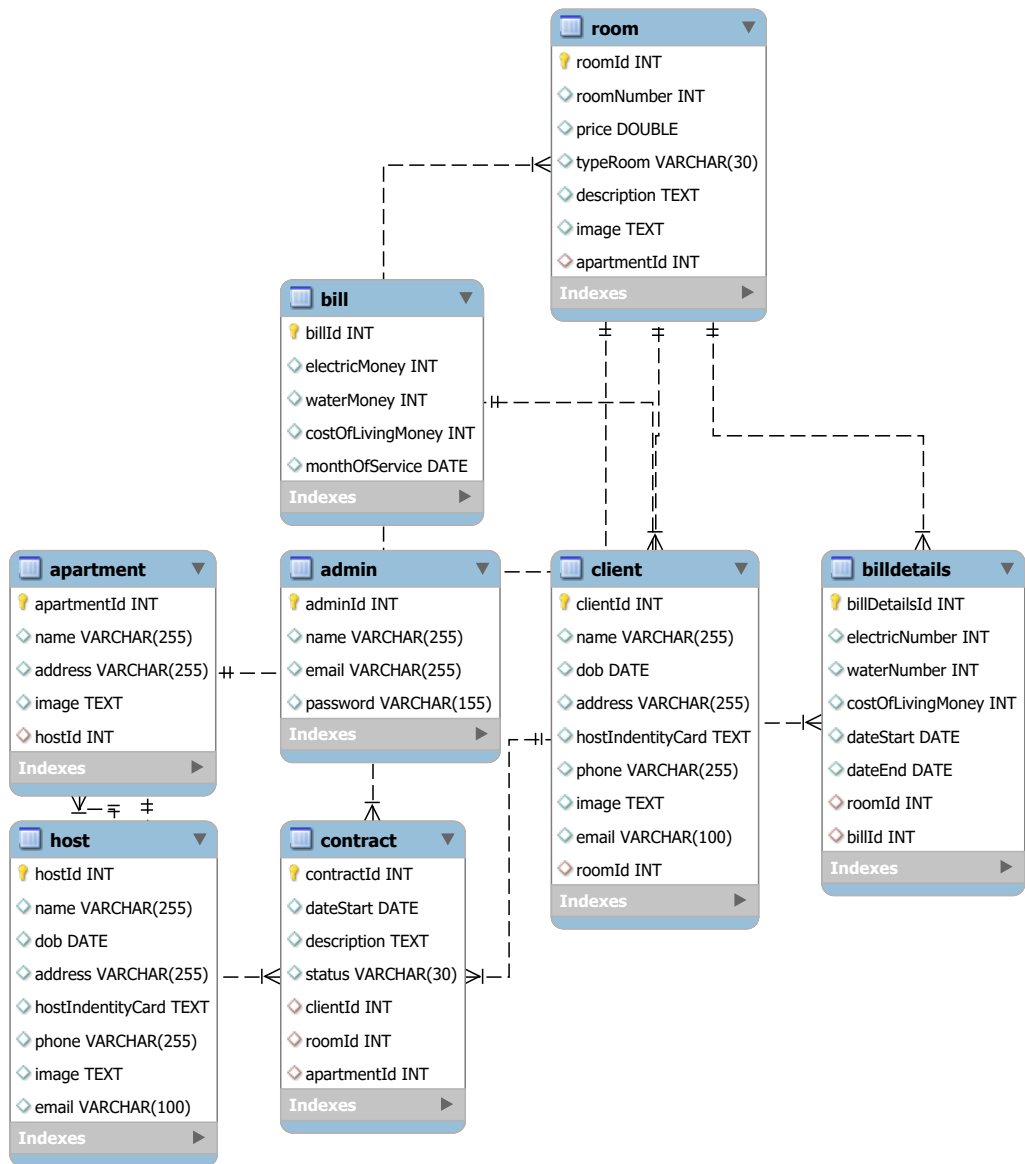 room
roomId INT
roomNumber INT
price DOUBLE
typeRoom VARCHAR(30)
description TEXT
image TEXT
apartmentId INT
Indexes
bill
billId INT
electricMoney INT
waterMoney INT
costOfLivingMoney INT
monthOfService DATE
Indexes
apartment
apartmentId INT
name VARCHAR(255)
address VARCHAR(255)
image TEXT
hostId INT
Indexes
admin
adminId INT
name VARCHAR(255)
email VARCHAR(255)
password VARCHAR(155)
Indexes
client
clientId INT
name VARCHAR(255)
dob DATE
address VARCHAR(255)
hostIndentityCard TEXT
phone VARCHAR(255)
image TEXT
email VARCHAR(100)
roomId INT
Indexes
billdetails
billDetailsId INT
electricNumber INT
waterNumber INT
costOfLivingMoney INT
dateStart DATE
dateEnd DATE
roomId INT
billId INT
Indexes
host
hostId INT
name VARCHAR(255)
dob DATE
address VARCHAR(255)
hostIndentityCard TEXT
phone VARCHAR(255)
image TEXT
email VARCHAR(100)
Indexes
contract
contractId INT
dateStart DATE
description TEXT
status VARCHAR(30)
clientId INT
roomId INT
apartmentId INT
Indexes